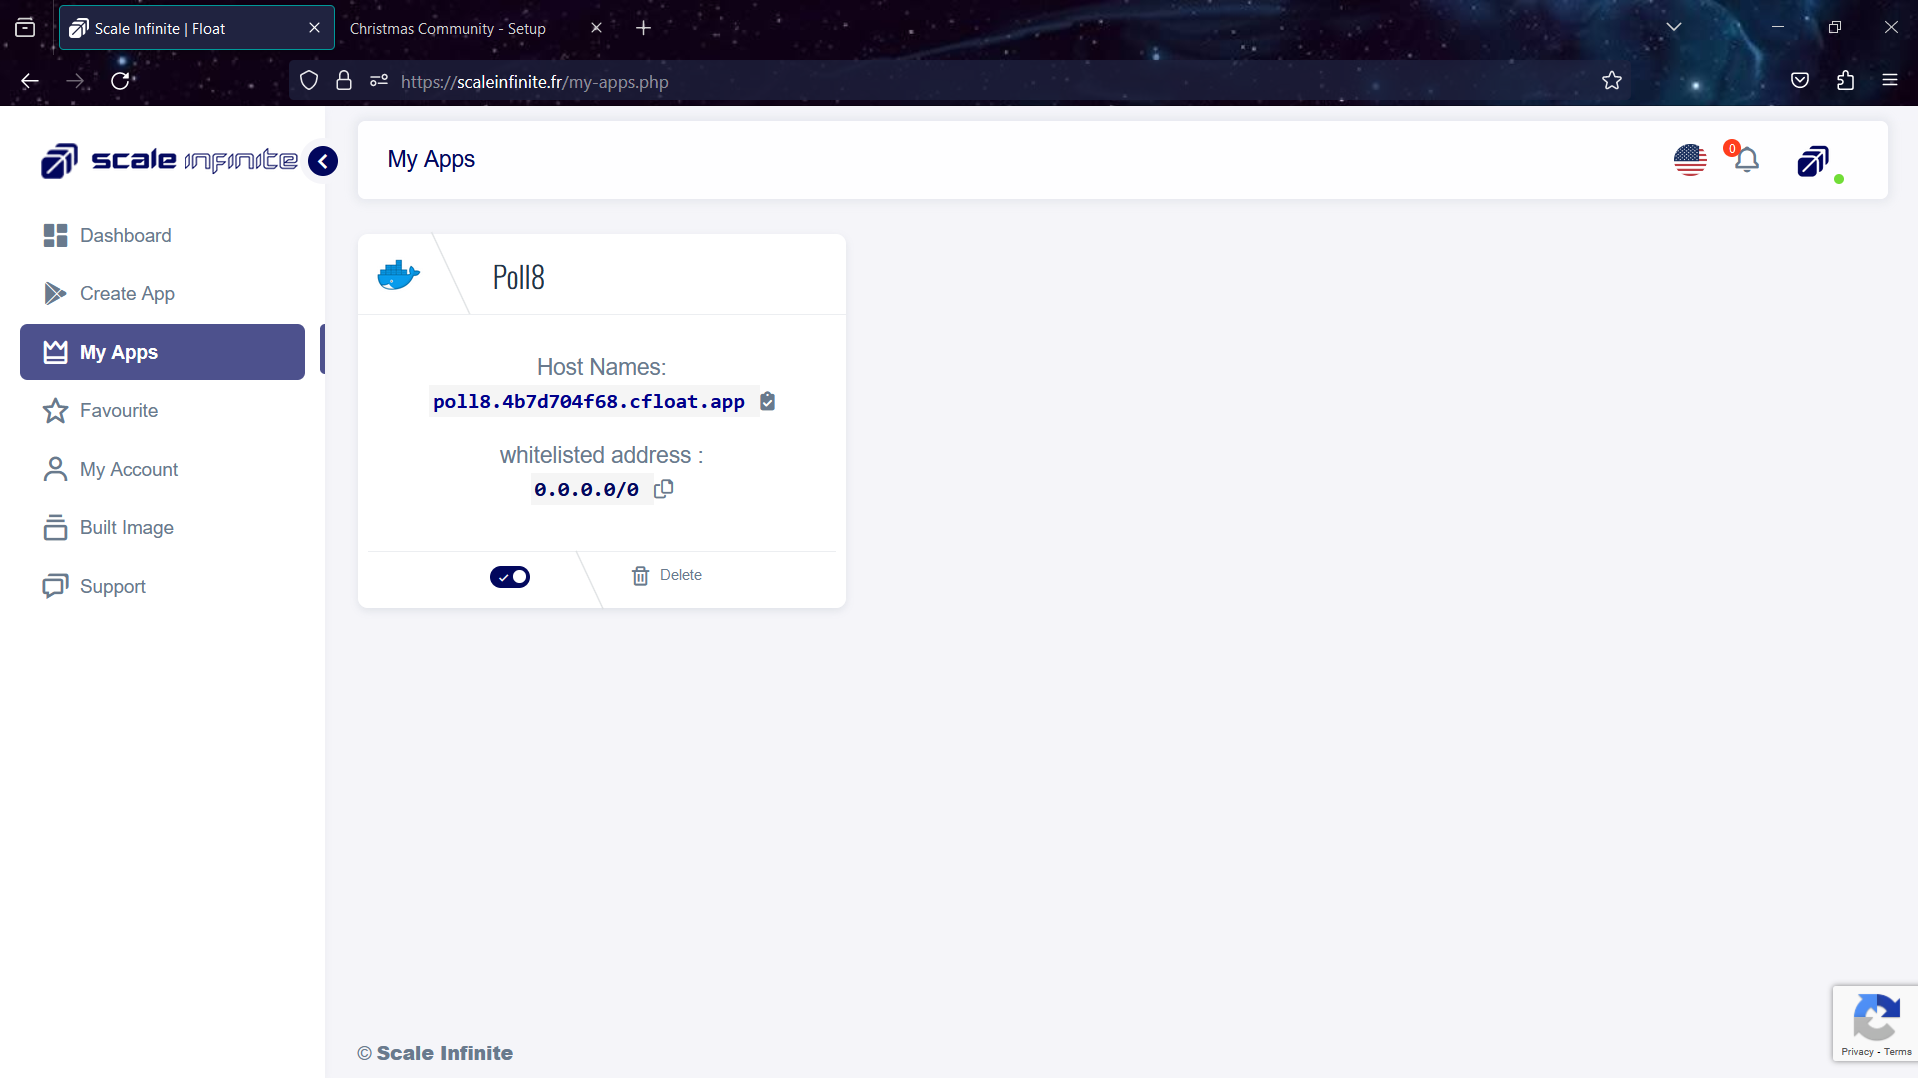 Scale Infinite | Float
Christmas Community - Setup
https://scaleinfinite.fr/my-apps.php
scale infinite
My Apps
0
Dashboard
Create App
My Apps
Favourite
My Account
Built Image
Support
Poll8
Host Names:
poll8.4b7d704f68.cfloat.app
whitelisted address :
0.0.0.0/0
Delete
© Scale Infinite
Privacy - Terms